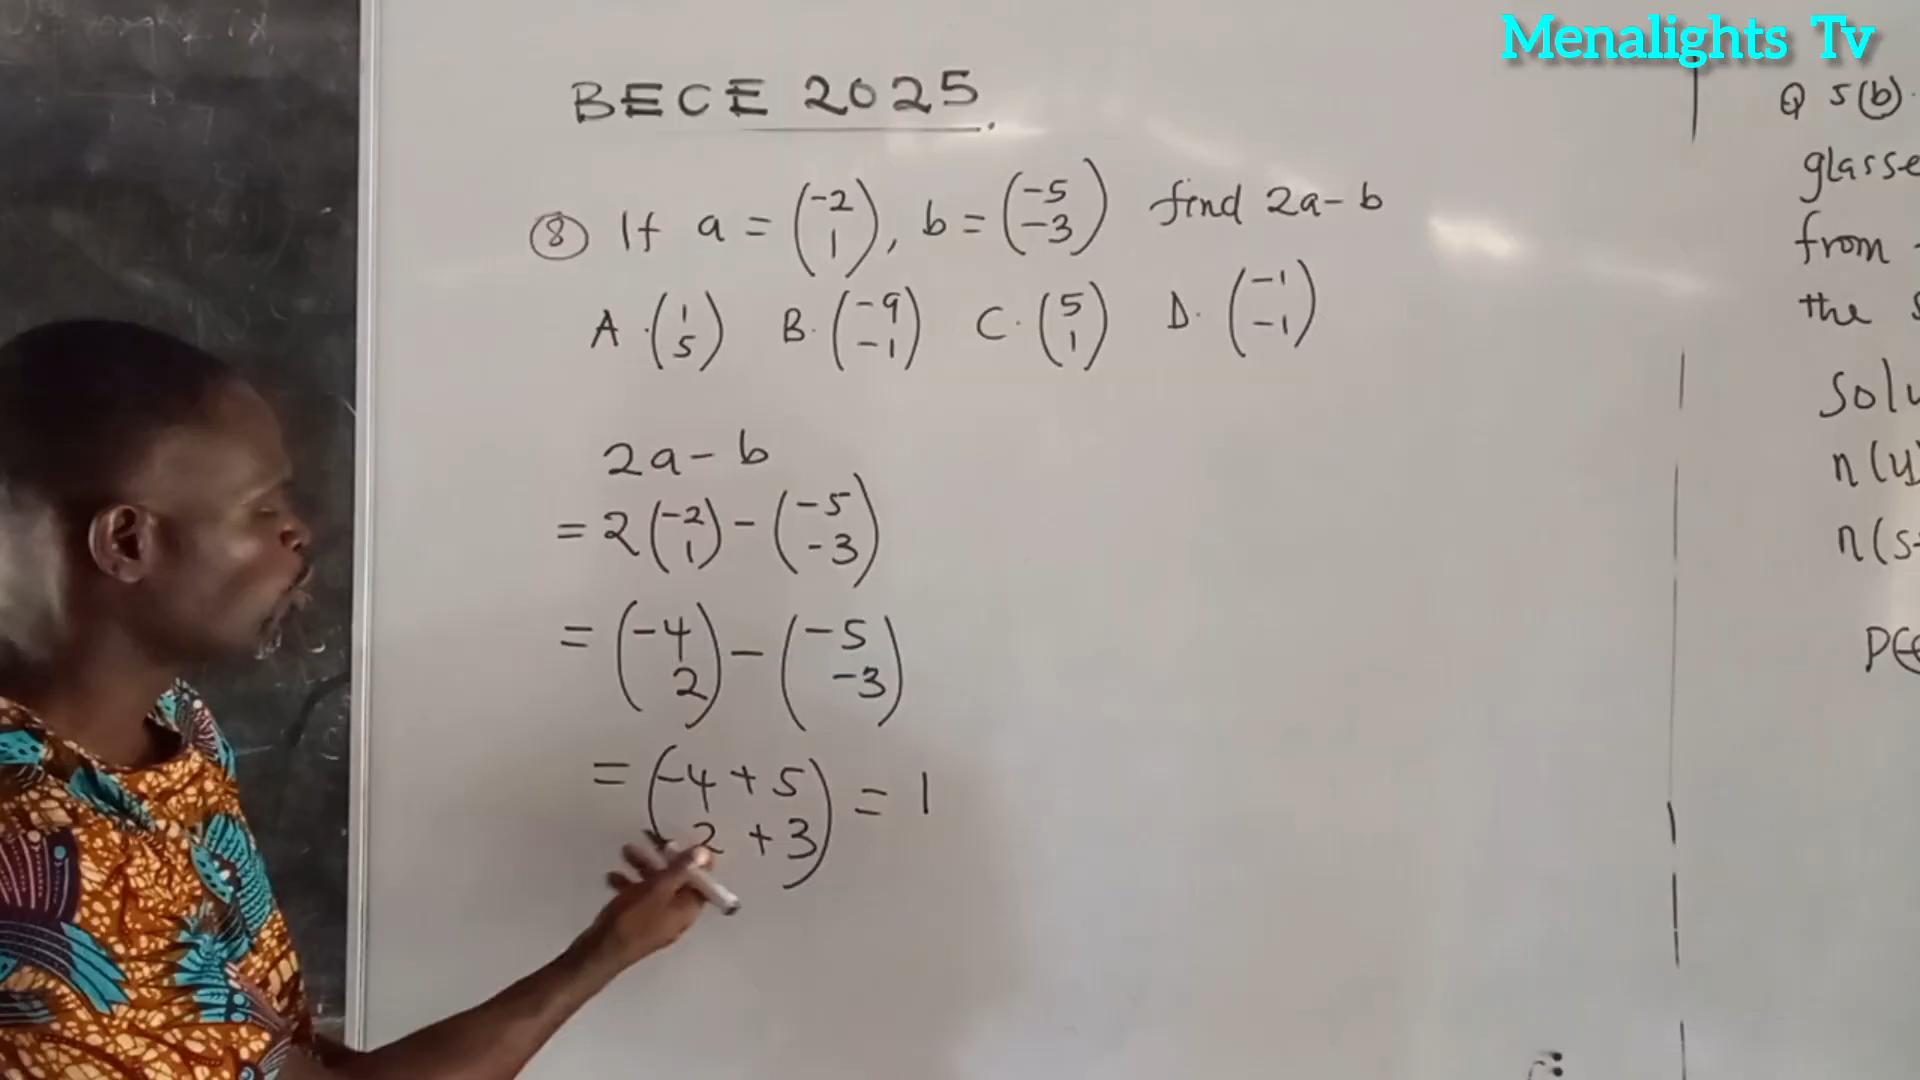 Menalights Tv
BECE 2025.
⑧ If a = (-2 1), b = (-5 -3) find 2a - b
A. (1 5) B. (-9 -1) C. (5 1) D. (-1 -1)
2a - b
= 2(-2 1) - (-5 -3)
= (-4 2) - (-5 -3)
= (-4 + 5 2 + 3) = 1
Q 5(b).
glasse
from
the S
Solu
n(U)
n(S